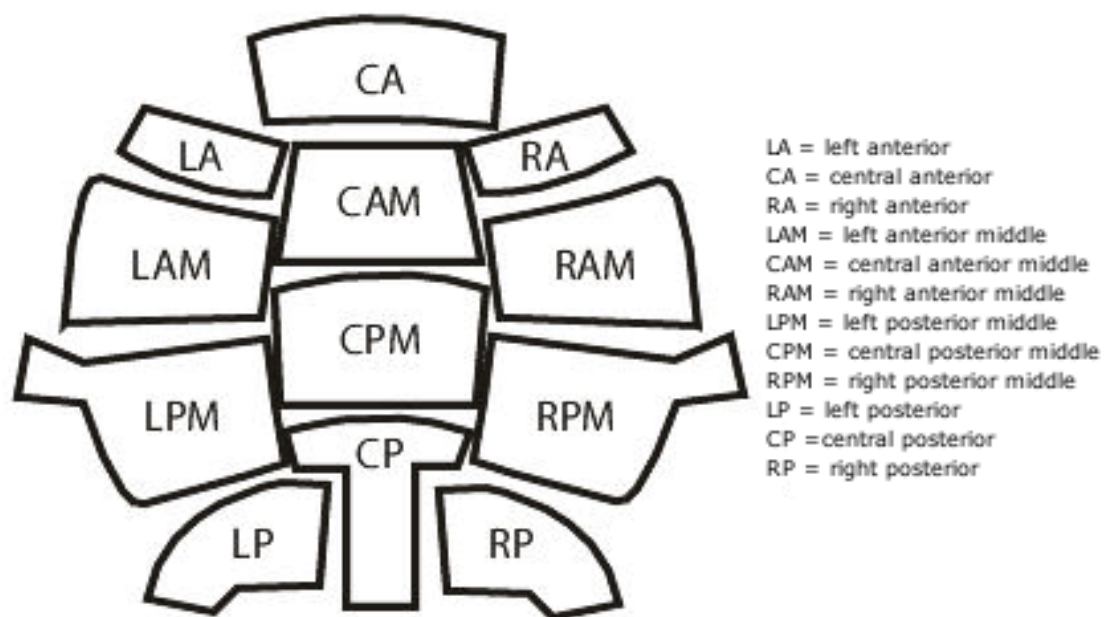 CA
LA
RA
CAM
LAM
RAM
CPM
LPM
RPM
CP
LP
RP
LA = left anterior
CA = central anterior
RA = right anterior
LAM = left anterior middle
CAM = central anterior middle
RAM = right anterior middle
LPM = left posterior middle
CPM = central posterior middle
RPM = right posterior middle
LP = left posterior
CP =central posterior
RP = right posterior